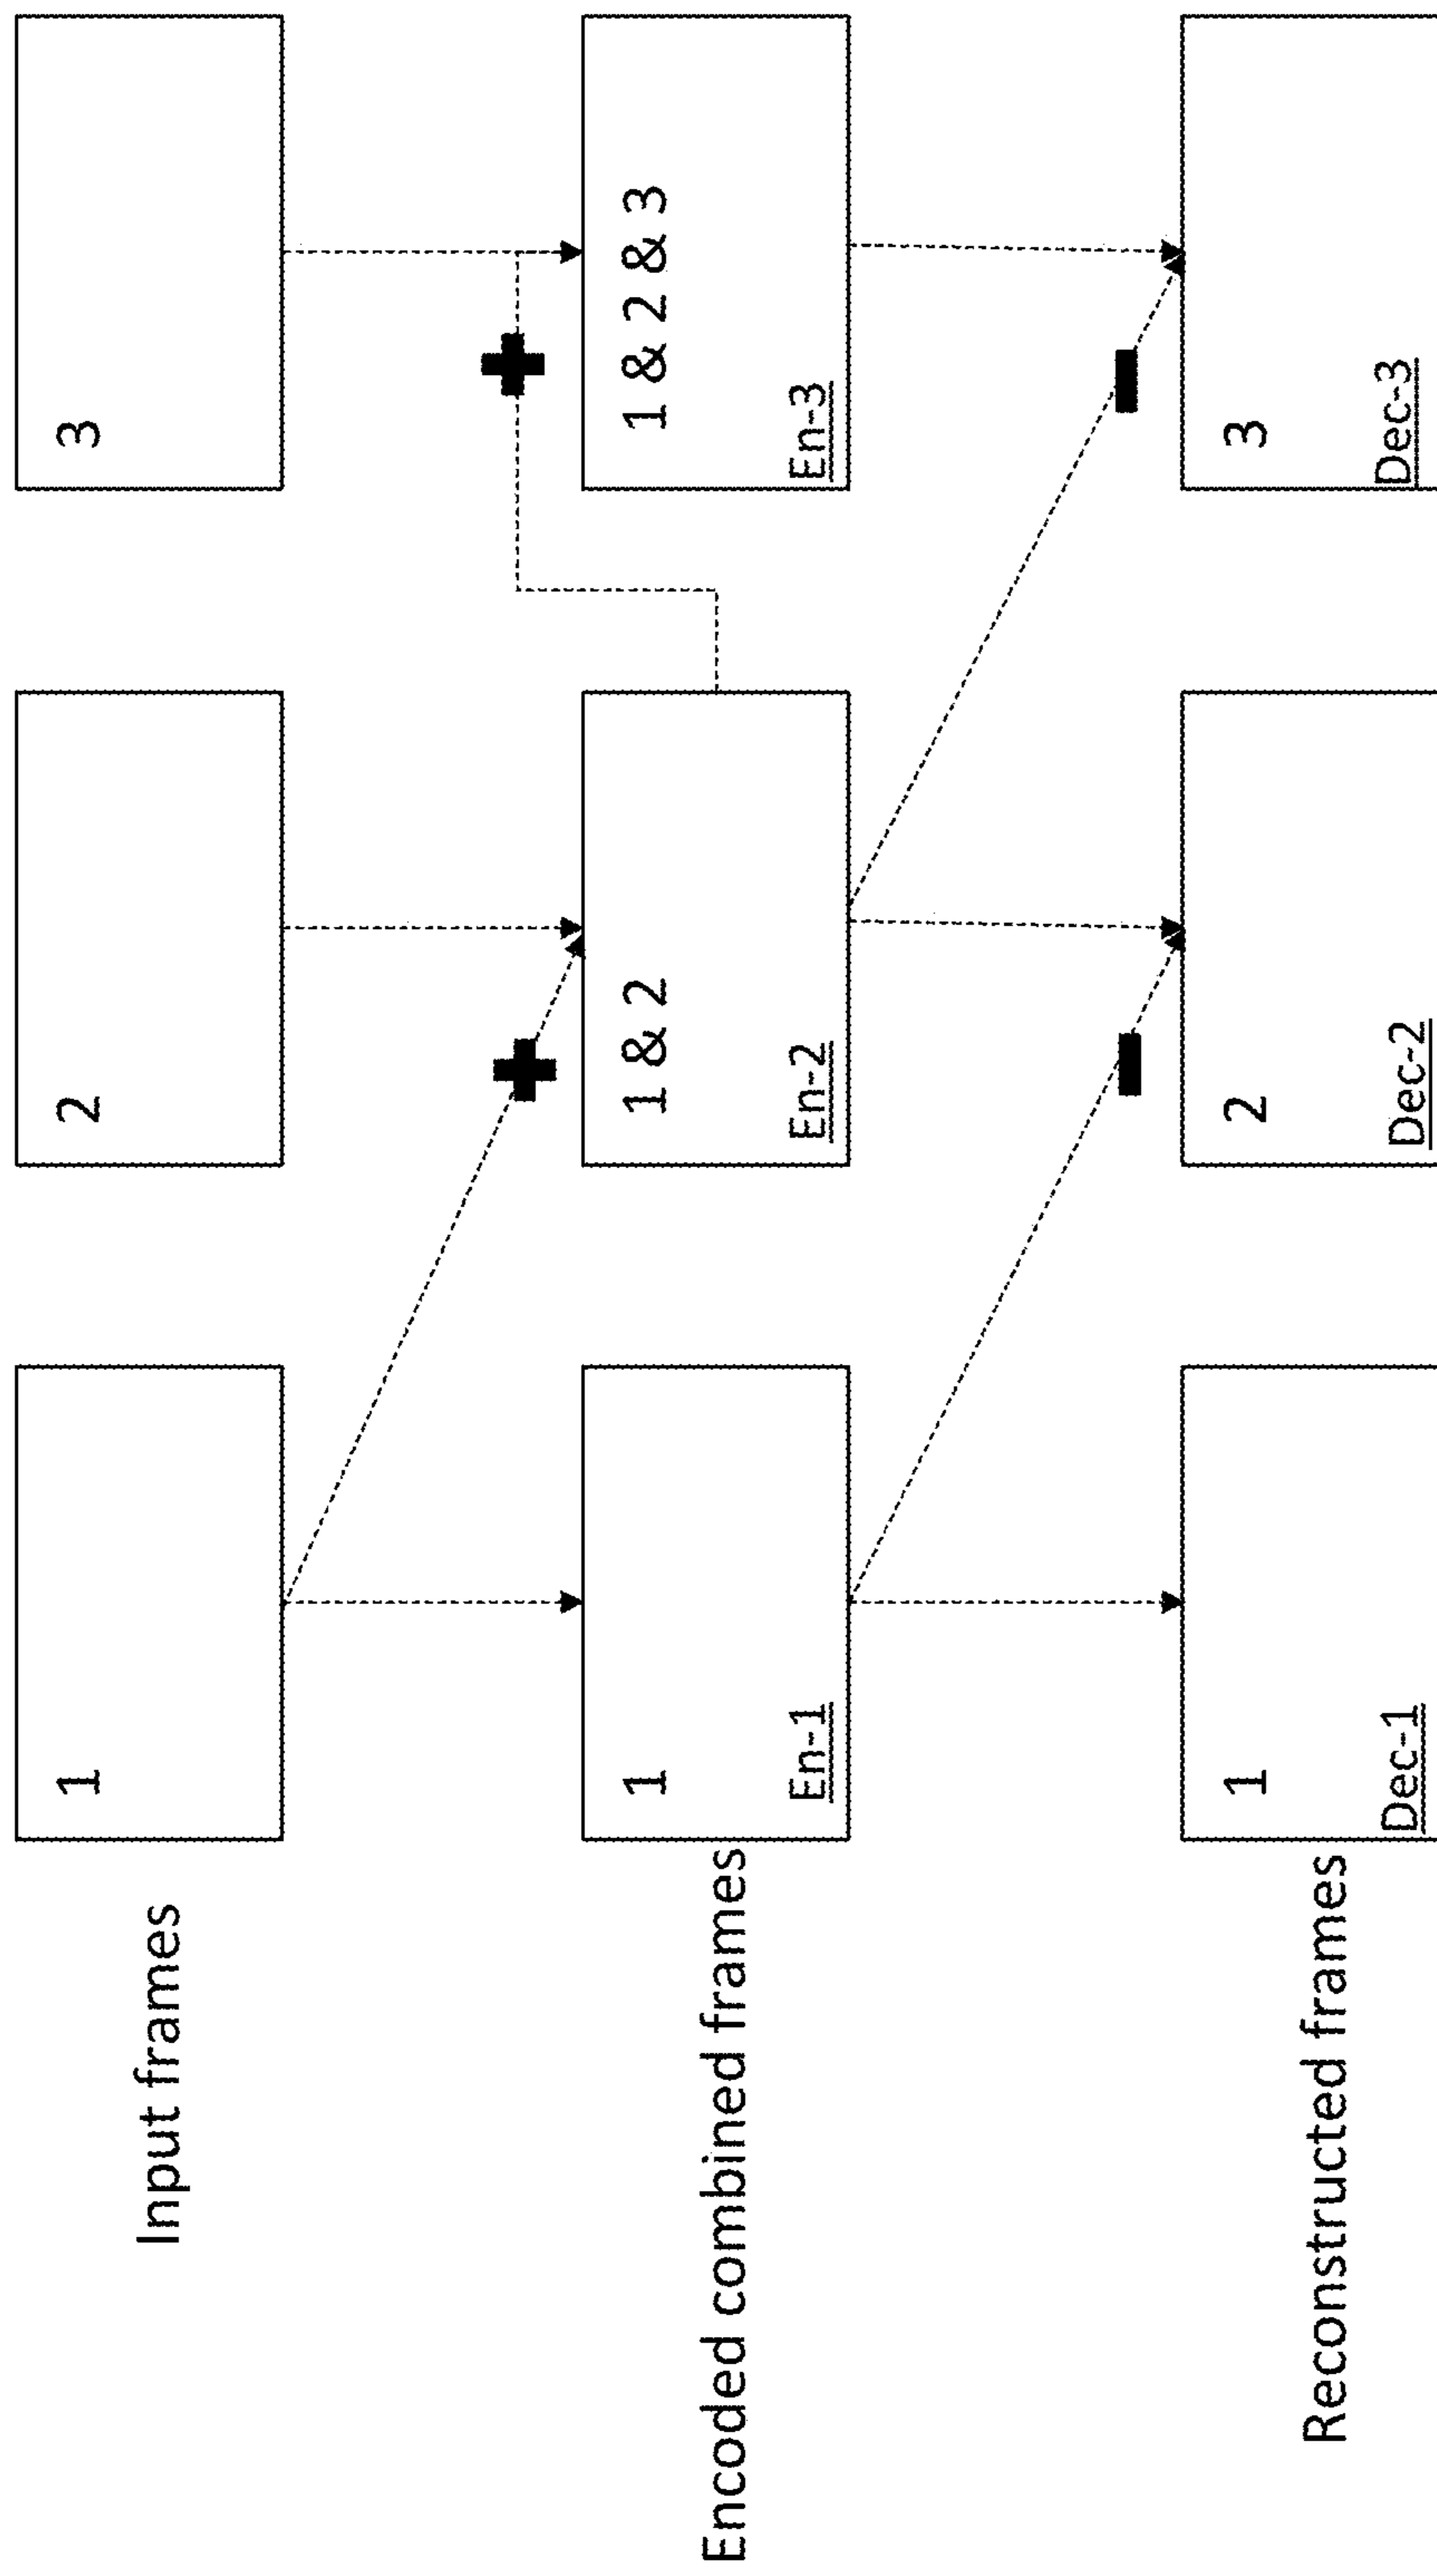 Input frames
1
2
3
Encoded combined frames
1
En-1
1 & 2
En-2
1 & 2 & 3
En-3
Reconstructed frames
1
Dec-1
2
Dec-2
3
Dec-3